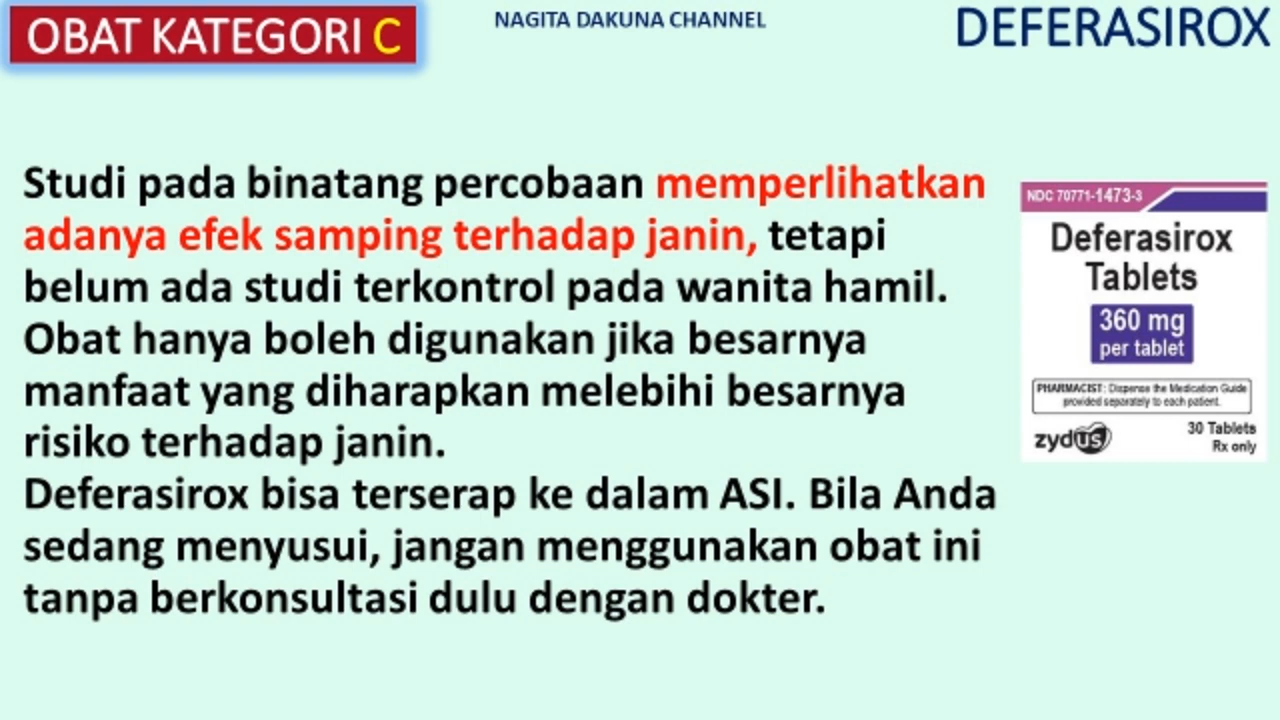 OBAT KATEGORI C
NAGITA DAKUNA CHANNEL
DEFERASIROX
Studi pada binatang percobaan memperlihatkan
adanya efek samping terhadap janin, tetapi
belum ada studi terkontrol pada wanita hamil.
Obat hanya boleh digunakan jika besarnya
manfaat yang diharapkan melebihi besarnya
risiko terhadap janin.
Deferasirox bisa terserap ke dalam ASI. Bila Anda
sedang menyusui, jangan menggunakan obat ini
tanpa berkonsultasi dulu dengan dokter.
NDC 70771-1473-3
Deferasirox
Tablets
360 mg
per tablet
PHARMACIST: Dispense the Medication Guide
provided separately to each patient.
zydus
30 Tablets
Rx only